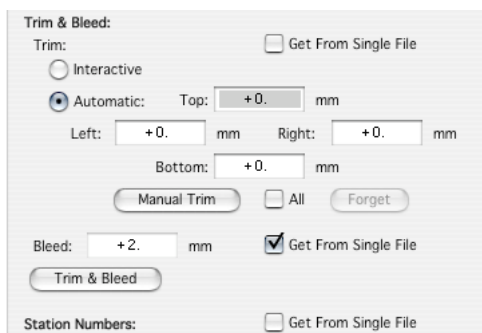 Trim & Bleed:
Trim: Get From Single File
Interactive
Automatic: Top: +0. mm
Left: +0. mm Right: +0. mm
Bottom: +0. mm
Manual Trim All Forget
Bleed: +2. mm Get From Single File
Trim & Bleed
Station Numbers: Get From Single File